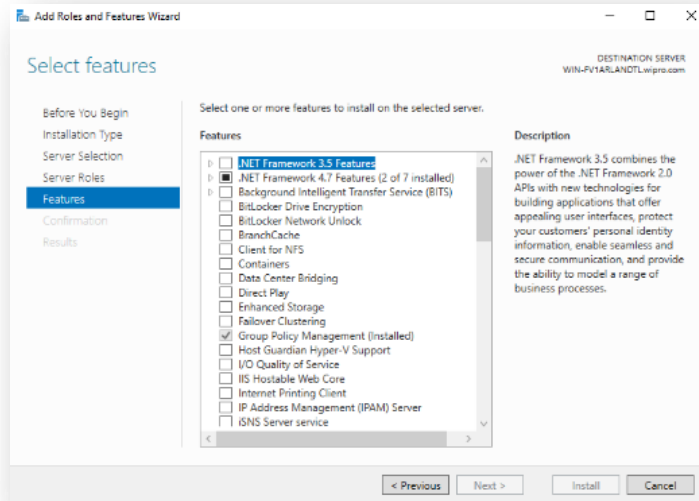 Add Roles and Features Wizard
Select features
DESTINATION SERVER
WIN-FV1ARLANDTI.wipro.com
Before You Begin
Installation Type
Server Selection
Server Roles
Features
Confirmation
Results
Select one or more features to install on the selected server.
Features
.NET Framework 3.5 Features
.NET Framework 4.7 Features (2 of 7 installed)
Background Intelligent Transfer Service (BITS)
BitLocker Drive Encryption
BitLocker Network Unlock
BranchCache
Client for NFS
Containers
Data Center Bridging
Direct Play
Enhanced Storage
Failover Clustering
Group Policy Management (Installed)
Host Guardian Hyper-V Support
I/O Quality of Service
IIS Hostable Web Core
Internet Printing Client
IP Address Management (IPAM) Server
iSNS Server service
Description
.NET Framework 3.5 combines the
power of the .NET Framework 2.0
APIs with new technologies for
building applications that offer
appealing user interfaces, protect
your customers' personal identity
information, enable seamless and
secure communication, and provide
the ability to model a range of
business processes.
< Previous
Next >
Install
Cancel